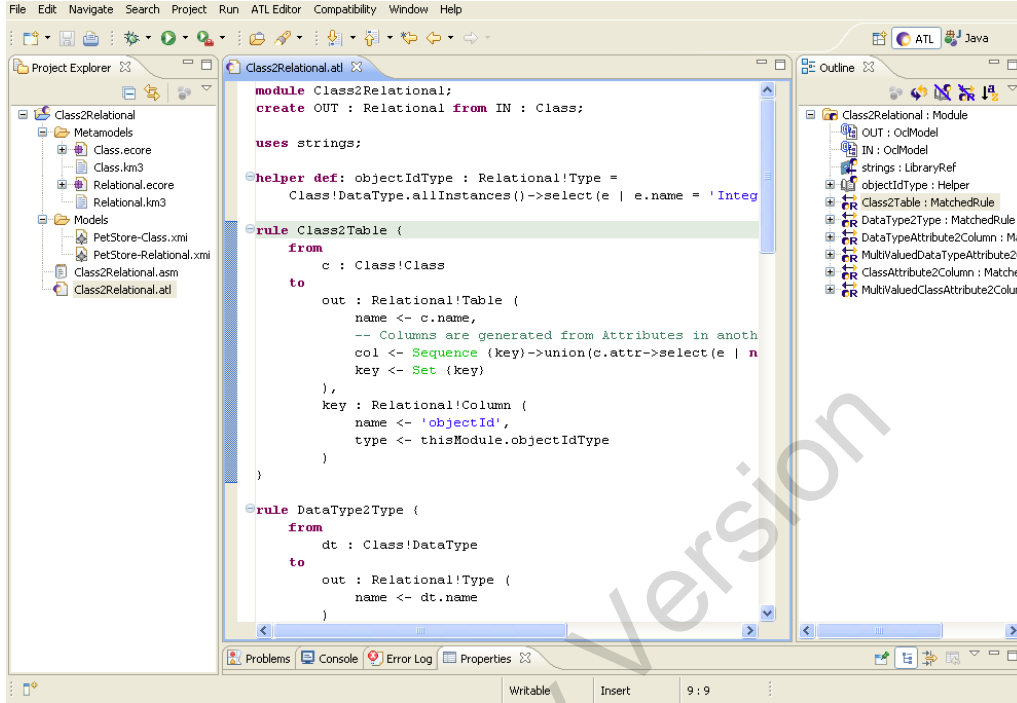 File Edit Navigate Search Project Run ATL Editor Compatibility Window Help
ATL
Java
Project Explorer
Class2Relational
Metamodels
Class.ecore
Class.km3
Relational.ecore
Relational.km3
Models
PetStore-Class.xmi
PetStore-Relational.xmi
Class2Relational.asm
Class2Relational.atl
Class2Relational.atl
module Class2Relational;
create OUT : Relational from IN : Class;
uses strings;
helper def: objectIdType : Relational!Type =
Class!DataType.allInstances()->select(e | e.name = 'Integ
rule Class2Table {
from
c : Class!Class
to
out : Relational!Table (
name <- c.name,
-- Columns are generated from Attributes in anoth
col <- Sequence {key}->union(c.attr->select(e | n
key <- Set {key}
),
key : Relational!Column (
name <- 'objectId',
type <- thisModule.objectIdType
)
}
rule DataType2Type {
from
dt : Class!DataType
to
out : Relational!Type (
name <- dt.name
)
Outline
Class2Relational : Module
OUT : OclModel
IN : OclModel
strings : LibraryRef
objectIdType : Helper
Class2Table : MatchedRule
DataType2Type : MatchedRule
DataTypeAttribute2Column : Ma
MultiValuedDataTypeAttribute2
ClassAttribute2Column : Matche
MultiValuedClassAttribute2Colu
Problems Console Error Log Properties
Writable Insert 9 : 9
Version